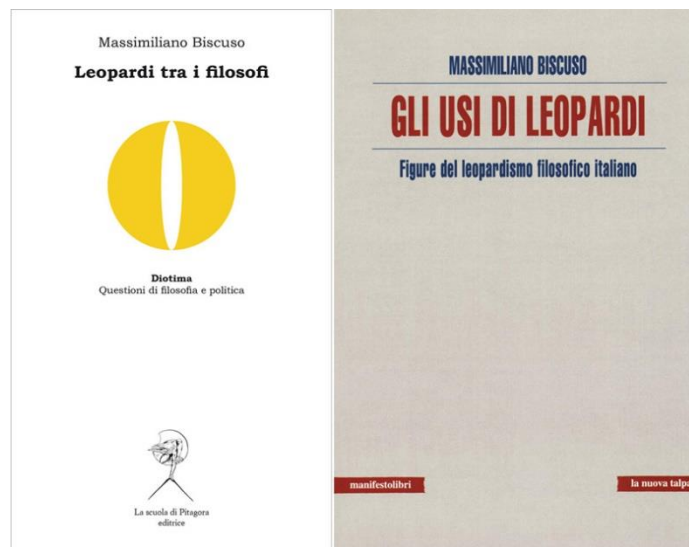 Massimiliano Biscuso
Leopardi tra i filosofi
Diotima
Questioni di filosofia e politica
La scuola di Pitagora
editrice
MASSIMILIANO BISCUSO
GLI USI DI LEOPARDI
Figure del leopardismo filosofico italiano
manifestolibri
la nuova talpa